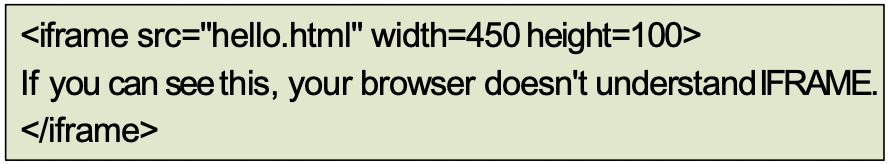 <iframe src="hello.html" width=450 height=100>
If you can see this, your browser doesn't understand IFRAME.
</iframe>